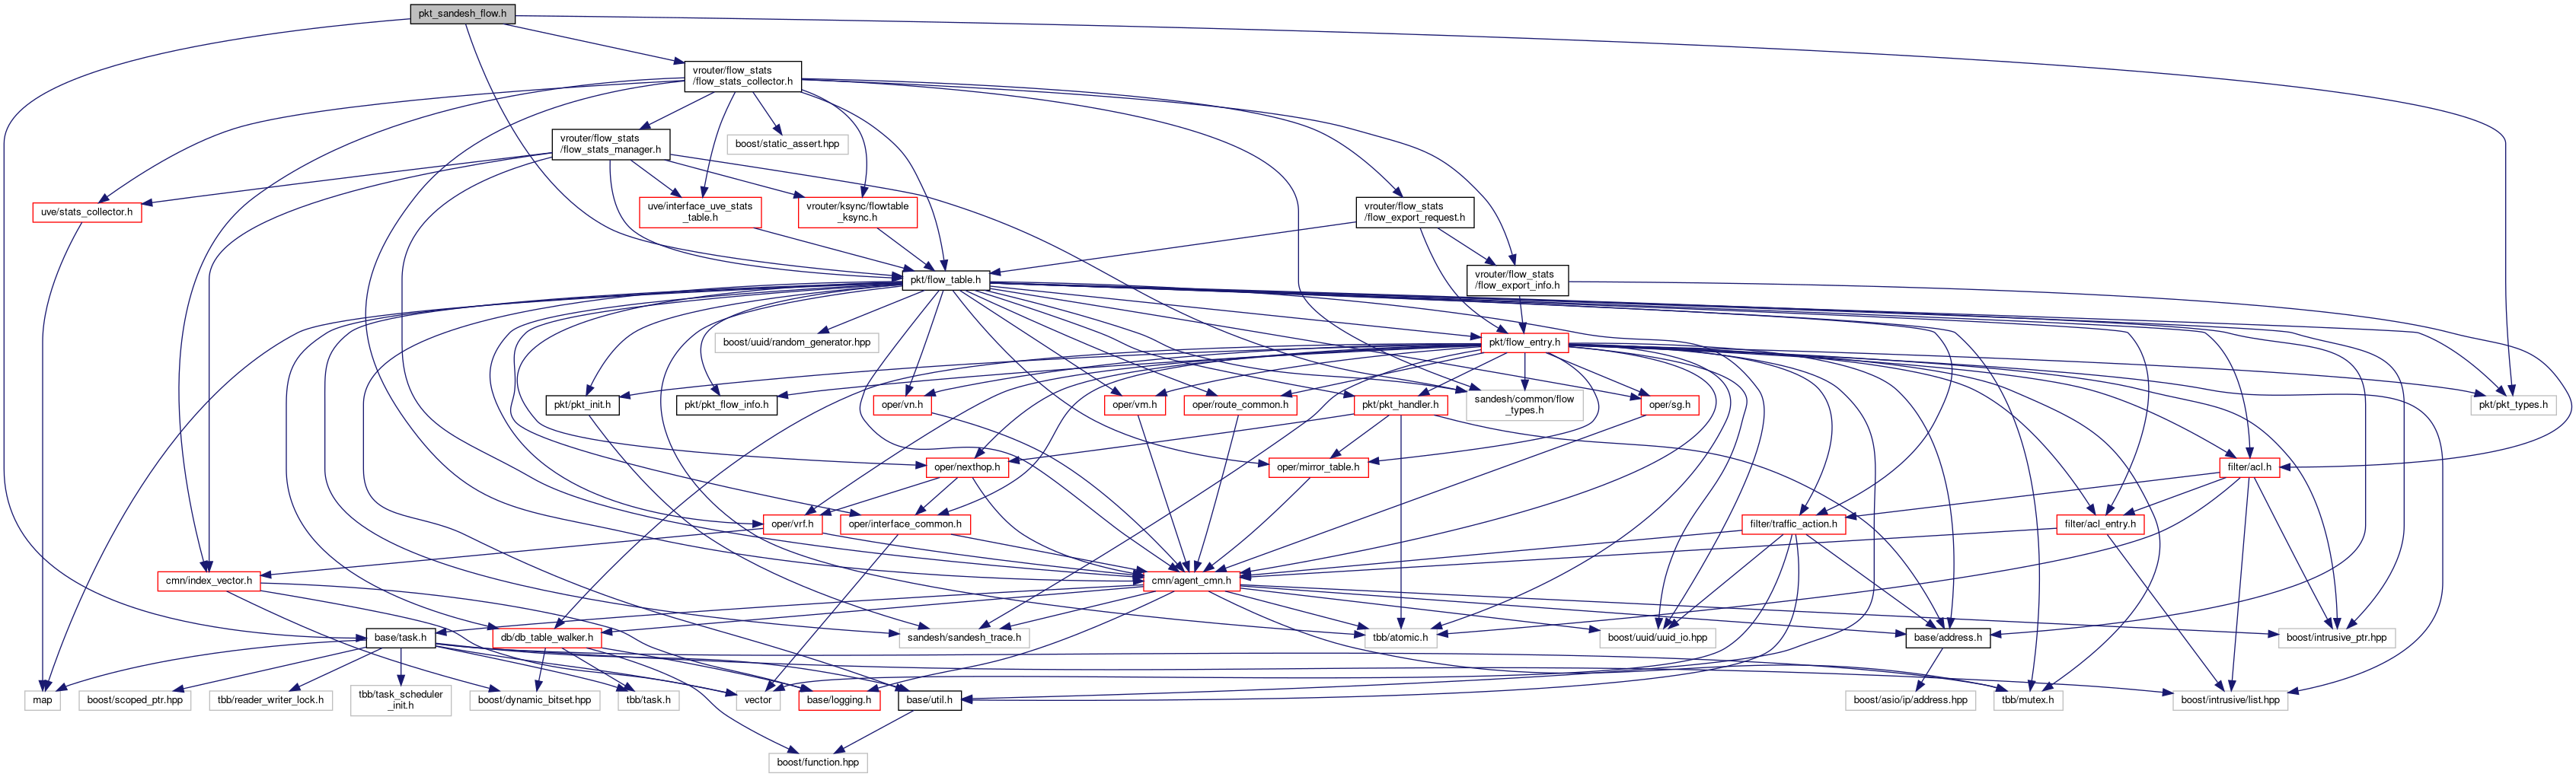 pkt_sandesh_flow.h
vrouter/flow_stats
/flow_stats_collector.h
vrouter/flow_stats
/flow_stats_manager.h
boost/static_assert.hpp
uve/stats_collector.h
uve/interface_uve_stats
_table.h
vrouter/ksync/flowtable
_ksync.h
vrouter/flow_stats
/flow_export_request.h
pkt/flow_table.h
vrouter/flow_stats
/flow_export_info.h
boost/uuid/random_generator.hpp
pkt/flow_entry.h
pkt/pkt_init.h
pkt/pkt_flow_info.h
oper/vn.h
oper/vm.h
oper/route_common.h
pkt/pkt_handler.h
sandesh/common/flow
_types.h
oper/sg.h
pkt/pkt_types.h
oper/nexthop.h
oper/mirror_table.h
filter/acl.h
oper/vrf.h
oper/interface_common.h
filter/traffic_action.h
filter/acl_entry.h
cmn/index_vector.h
cmn/agent_cmn.h
base/task.h
db/db_table_walker.h
sandesh/sandesh_trace.h
tbb/atomic.h
boost/uuid/uuid_io.hpp
base/address.h
boost/intrusive_ptr.hpp
map
boost/scoped_ptr.hpp
tbb/reader_writer_lock.h
tbb/task_scheduler
_init.h
boost/dynamic_bitset.hpp
tbb/task.h
vector
base/logging.h
base/util.h
boost/asio/ip/address.hpp
tbb/mutex.h
boost/intrusive/list.hpp
boost/function.hpp